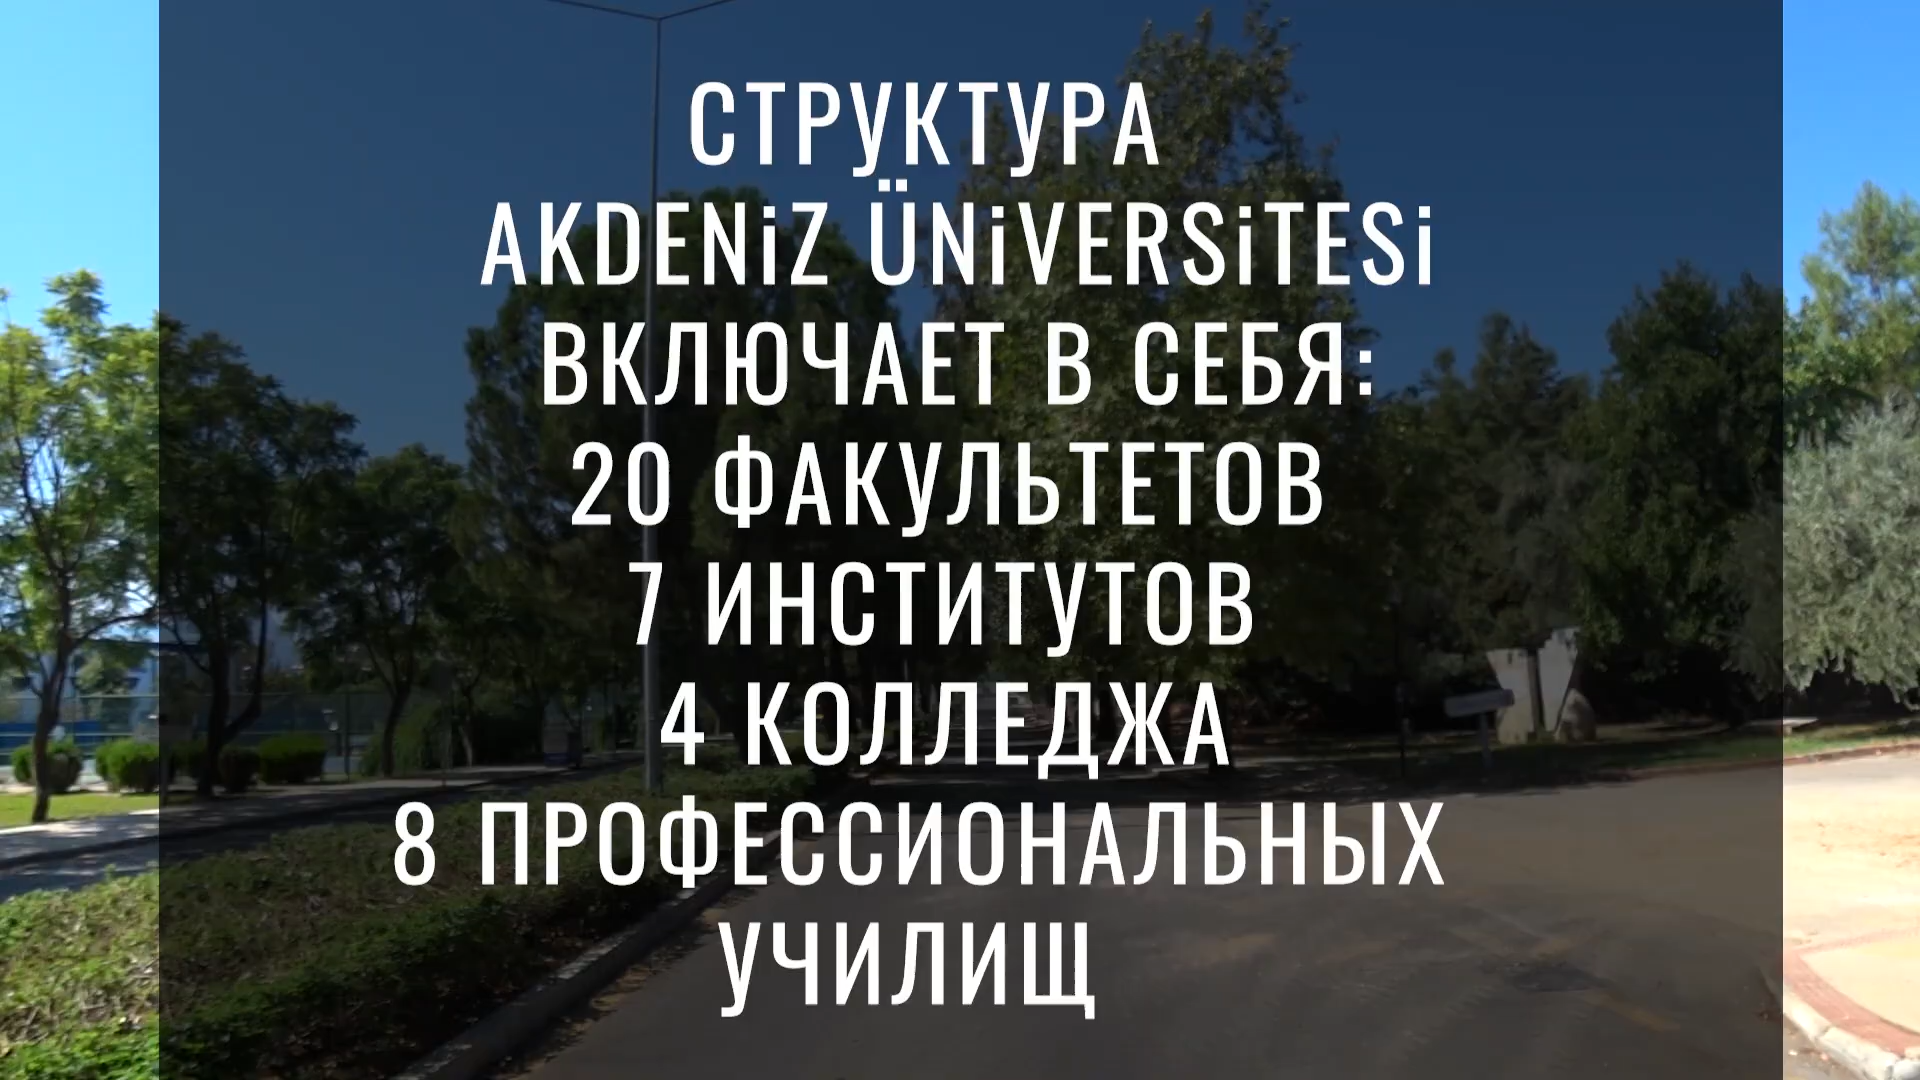 СТРУКТУРА
AKDENiZ ÜNiVERSiTESi
ВКЛЮЧАЕТ В СЕБЯ:
20 ФАКУЛЬТЕТОВ
7 ИНСТИТУТОВ
4 КОЛЛЕДЖА
8 ПРОФЕССИОНАЛЬНЫХ
УЧИЛИЩ